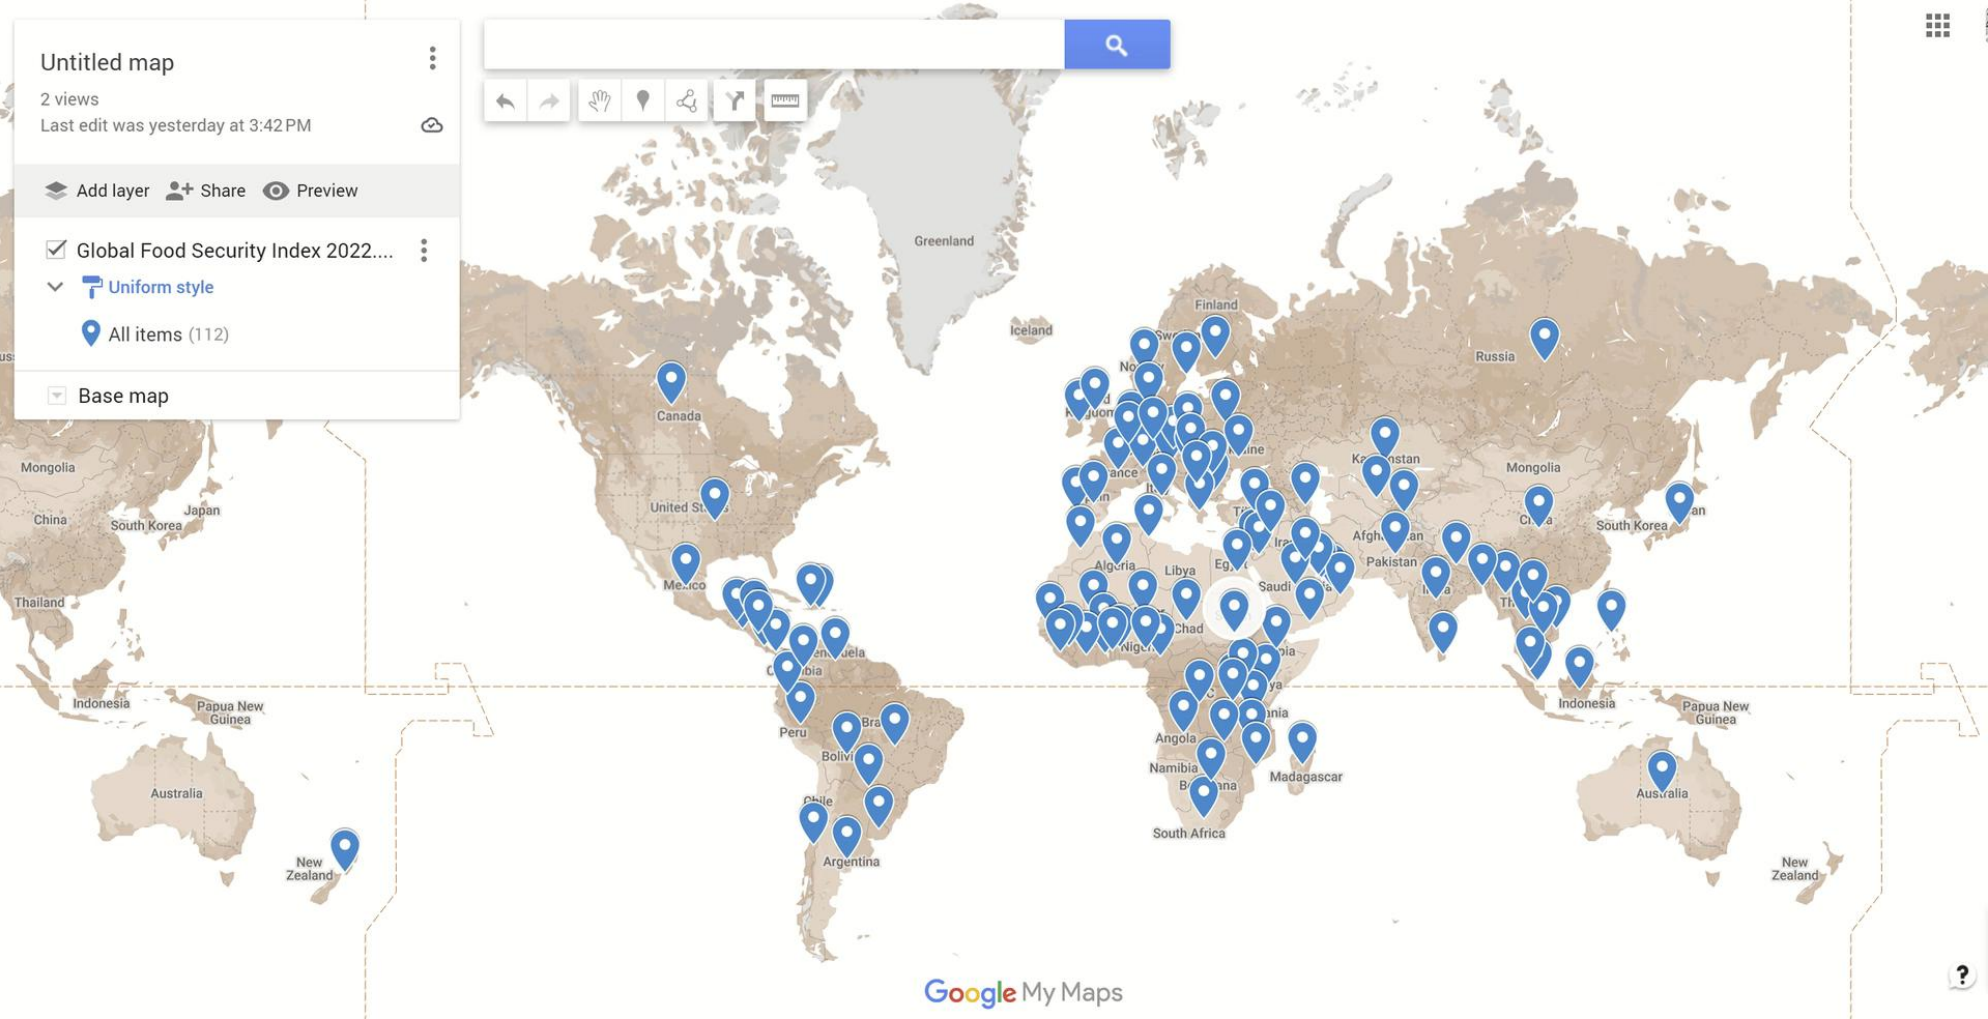 Untitled map
2 views
Last edit was yesterday at 3:42 PM
Add layer Share Preview
Global Food Security Index 2022....
Uniform style
All items (112)
Base map
Greenland
Iceland
Finland
Russia
Canada
United
Mexico
Peru
Chile
Argentina
Algeria
Libya
Chad
Saudi
Angola
Namibia
Madagascar
South Africa
Pakistan
Mongolia
South Korea
Indonesia
Papua New
Guinea
Australia
New
Zealand
Mongolia
China
South Korea
Japan
Thailand
Indonesia
Papua New
Guinea
Australia
New
Zealand
Google My Maps
?